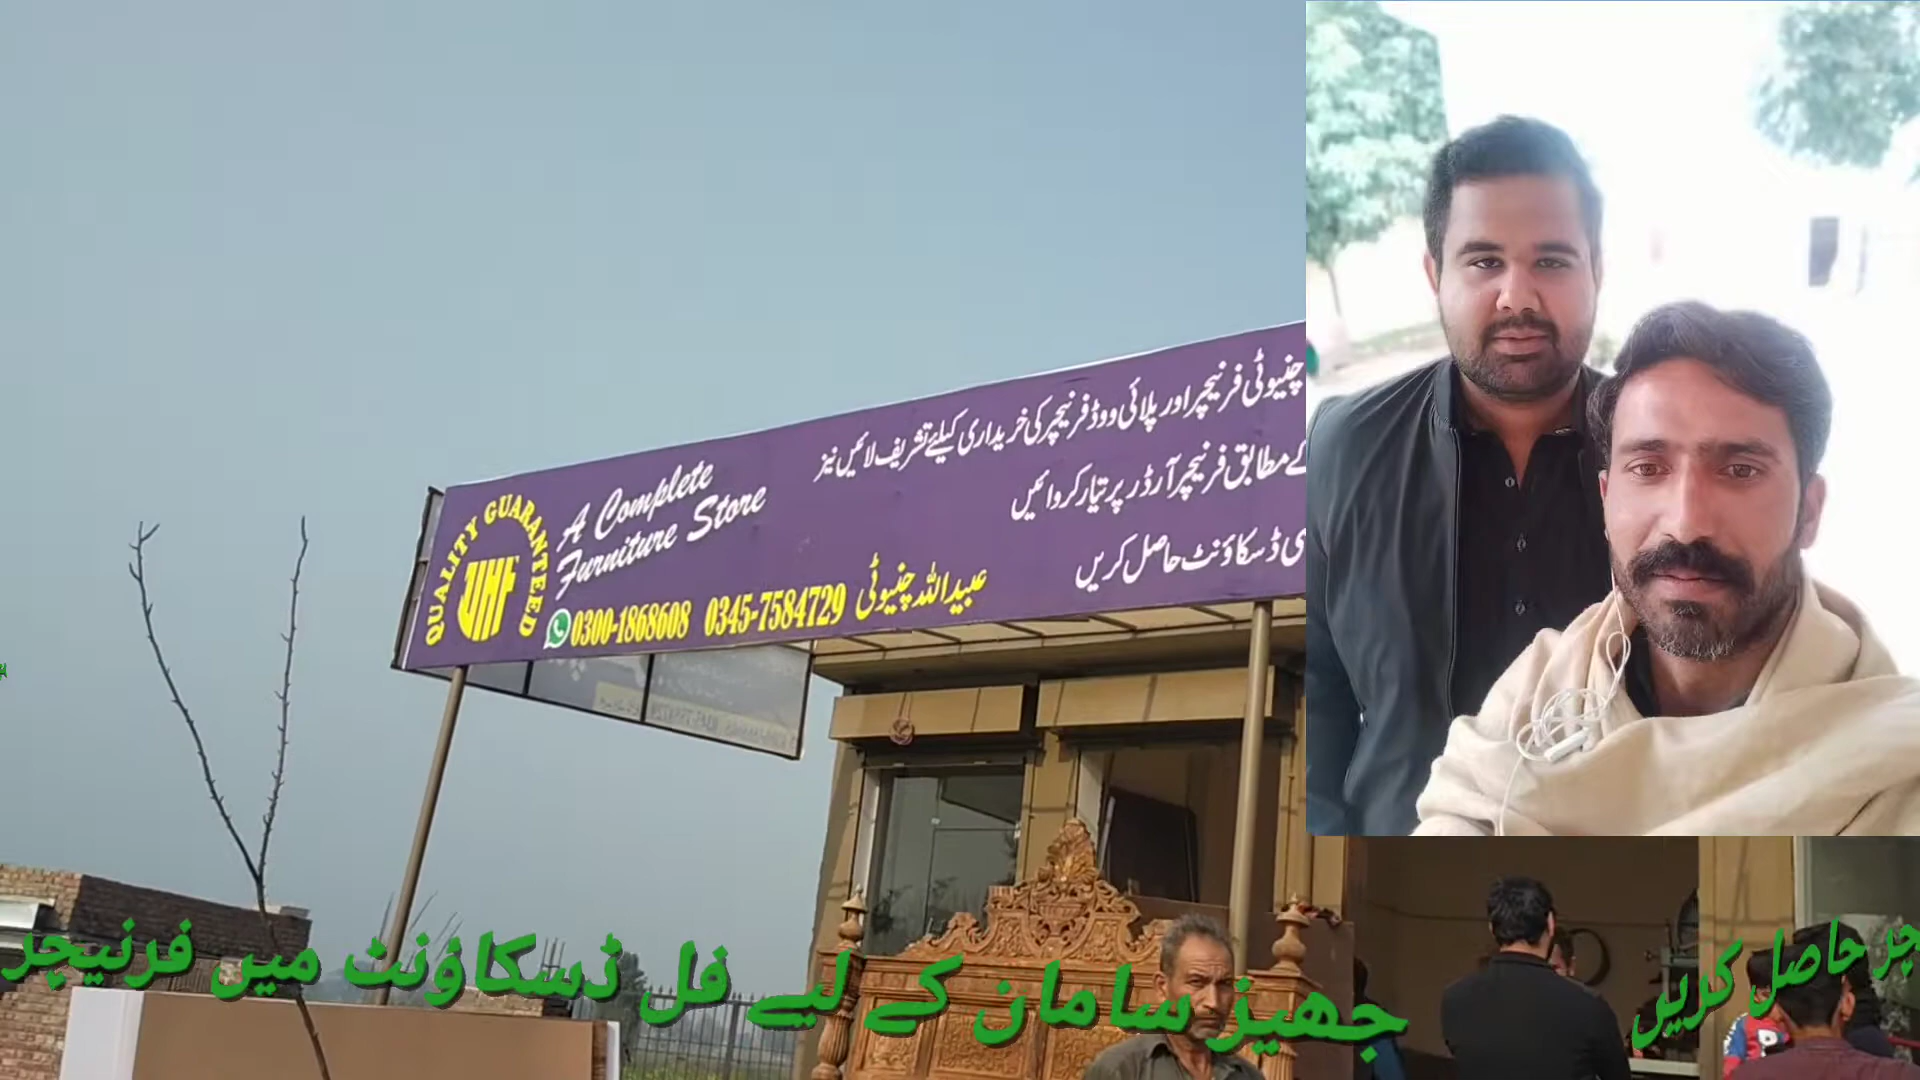 QUALITY GUARANTEED
UHF
A Complete
Furniture Store
0300-1868608 0345-7584729 عبیداللہ چنیوٹی
چنیوٹی فرنیچر اور پلائی ووڈ فرنیچر کی خریداری کیلئے تشریف لائیں نیز
کے مطابق فرنیچر آرڈر پر تیار کروائیں
ڈسکاؤنٹ حاصل کریں
جھیز سامان کے لیے فل ڈسکاؤنٹ میں فرنیچر
چر حاصل کریں